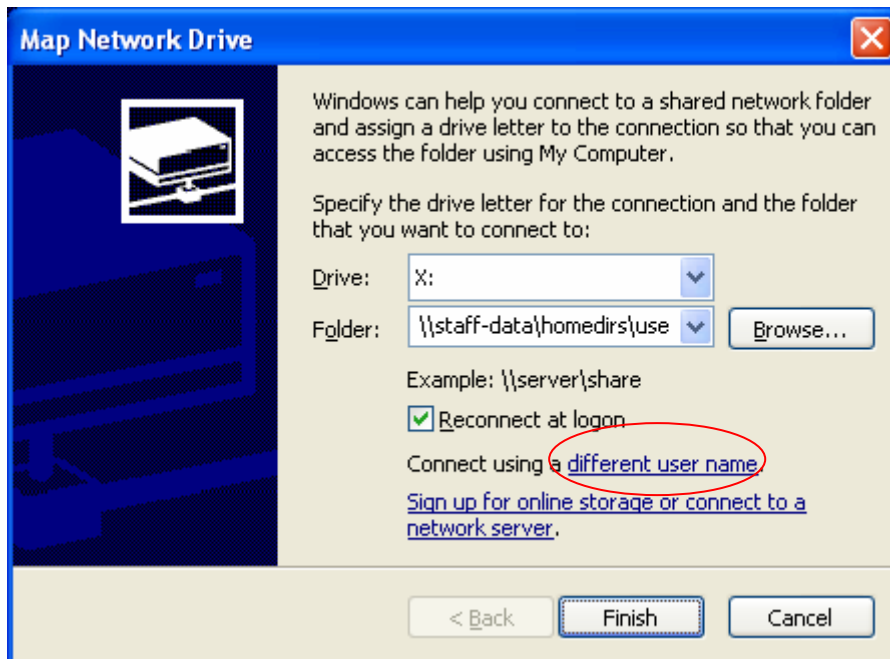 Map Network Drive
Windows can help you connect to a shared network folder
and assign a drive letter to the connection so that you can
access the folder using My Computer.
Specify the drive letter for the connection and the folder
that you want to connect to:
Drive: X:
Folder: \\staff-data\homedirs\use Browse...
Example: \\server\share
Reconnect at logon
Connect using a different user name.
Sign up for online storage or connect to a
network server.
< Back Finish Cancel